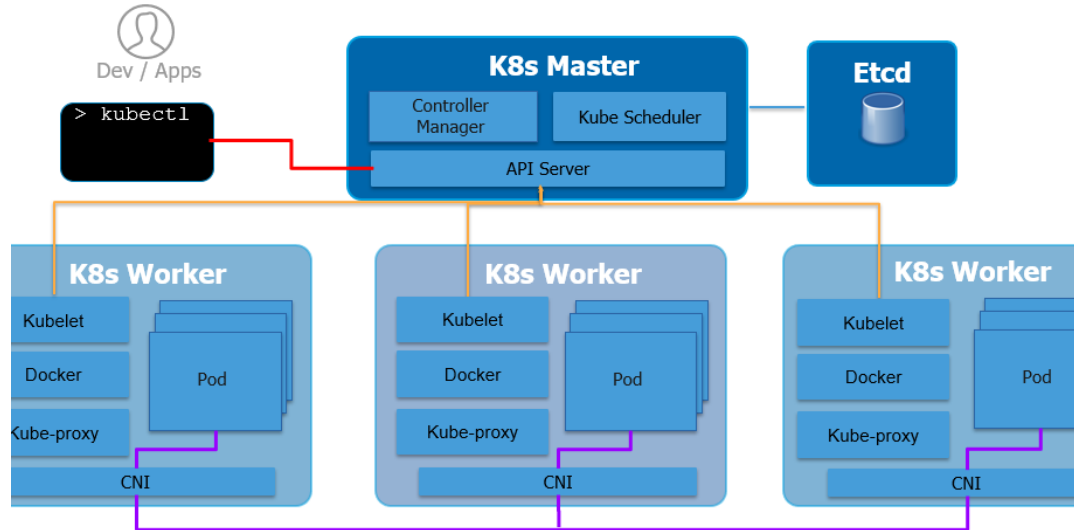 Dev / Apps
> kubectl
K8s Master
Controller
Manager
Kube Scheduler
API Server
Etcd
K8s Worker
Kubelet
Docker
Pod
Kube-proxy
CNI
K8s Worker
Kubelet
Docker
Pod
Kube-proxy
CNI
K8s Worker
Kubelet
Docker
Pod
Kube-proxy
CNI